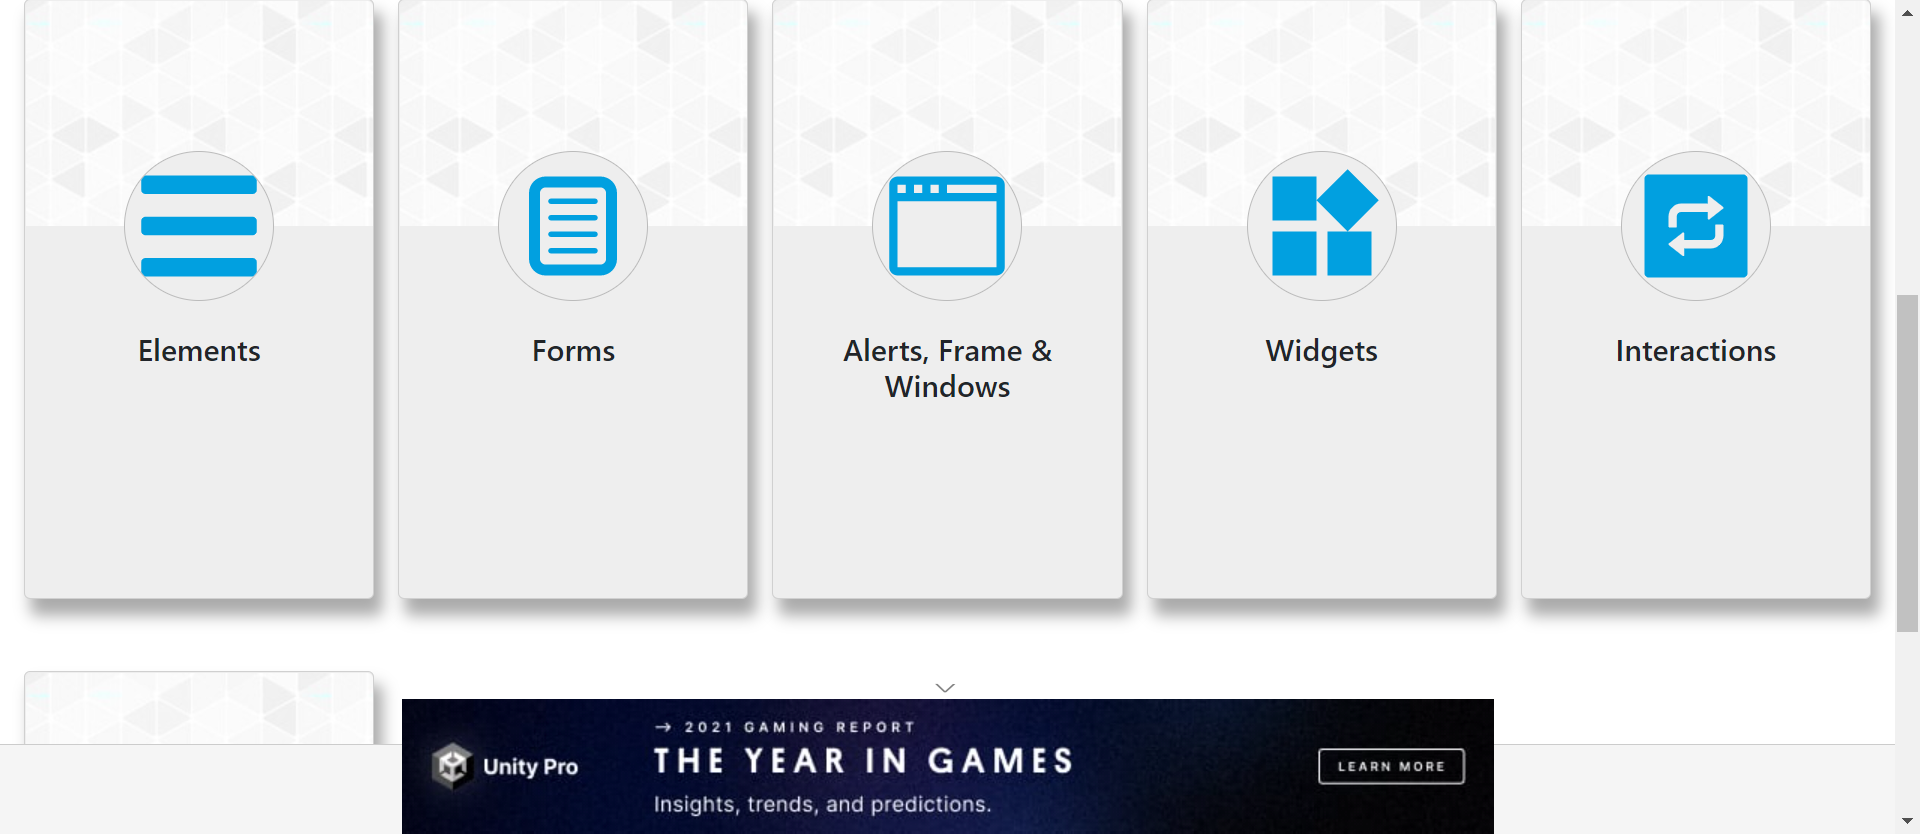 Elements
Forms
Alerts, Frame &
Windows
Widgets
Interactions
Unity Pro
→ 2021 GAMING REPORT
THE YEAR IN GAMES
Insights, trends, and predictions.
LEARN MORE